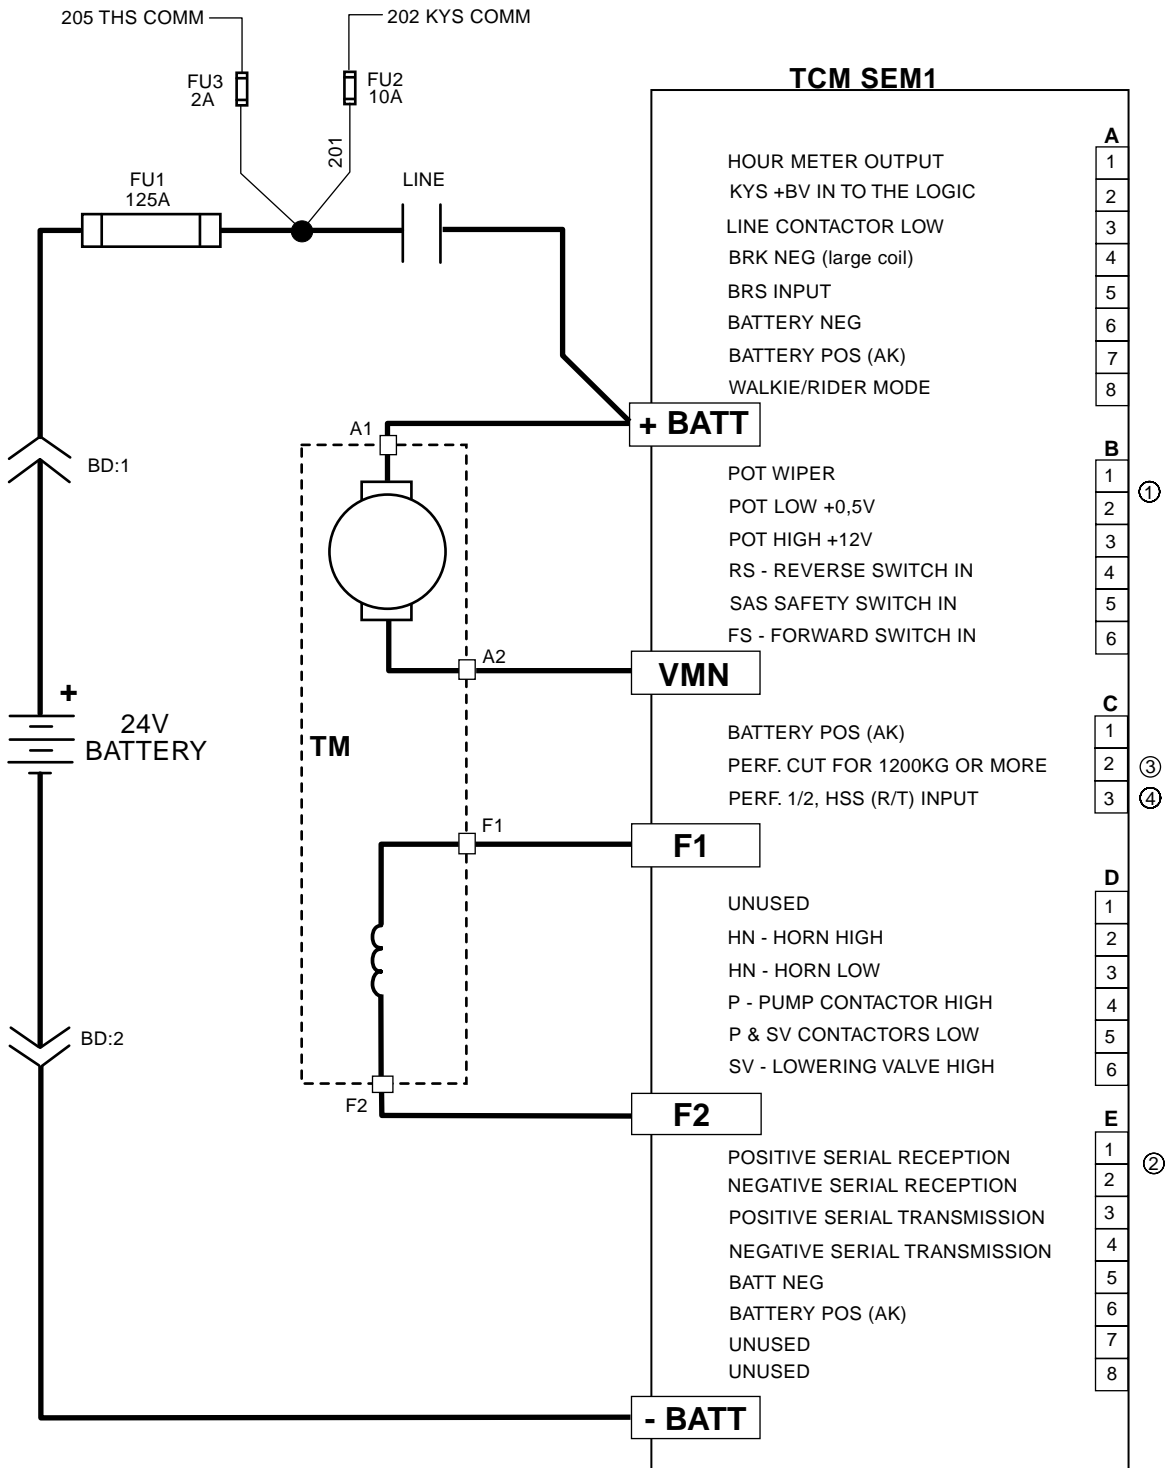 205 THS COMM
202 KYS COMM
FU3
2A
FU2
10A
201
FU1
125A
LINE
BD:1
+
24V
BATTERY
BD:2
A1
A2
TM
F1
F2
TCM SEM1
A
HOUR METER OUTPUT 1
KYS +BV IN TO THE LOGIC 2
LINE CONTACTOR LOW 3
BRK NEG (large coil) 4
BRS INPUT 5
BATTERY NEG 6
BATTERY POS (AK) 7
WALKIE/RIDER MODE 8
+ BATT
B
POT WIPER 1
①
POT LOW +0,5V 2
POT HIGH +12V 3
RS - REVERSE SWITCH IN 4
SAS SAFETY SWITCH IN 5
FS - FORWARD SWITCH IN 6
VMN
C
BATTERY POS (AK) 1
PERF. CUT FOR 1200KG OR MORE 2 ③
PERF. 1/2, HSS (R/T) INPUT 3 ④
F1
D
UNUSED 1
HN - HORN HIGH 2
HN - HORN LOW 3
P - PUMP CONTACTOR HIGH 4
P & SV CONTACTORS LOW 5
SV - LOWERING VALVE HIGH 6
F2
E
POSITIVE SERIAL RECEPTION 1 ②
NEGATIVE SERIAL RECEPTION 2
POSITIVE SERIAL TRANSMISSION 3
NEGATIVE SERIAL TRANSMISSION 4
BATT NEG 5
BATTERY POS (AK) 6
UNUSED 7
UNUSED 8
- BATT